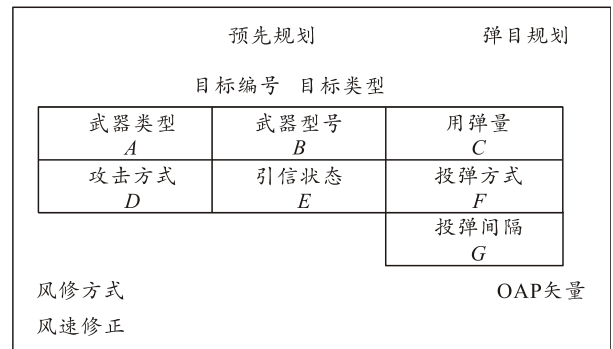 预先规划 弹目规划
目标编号 目标类型
武器类型 武器型号 用弹量
A B C
攻击方式 引信状态 投弹方式
D E F
投弹间隔
G
风修方式 OAP矢量
风速修正